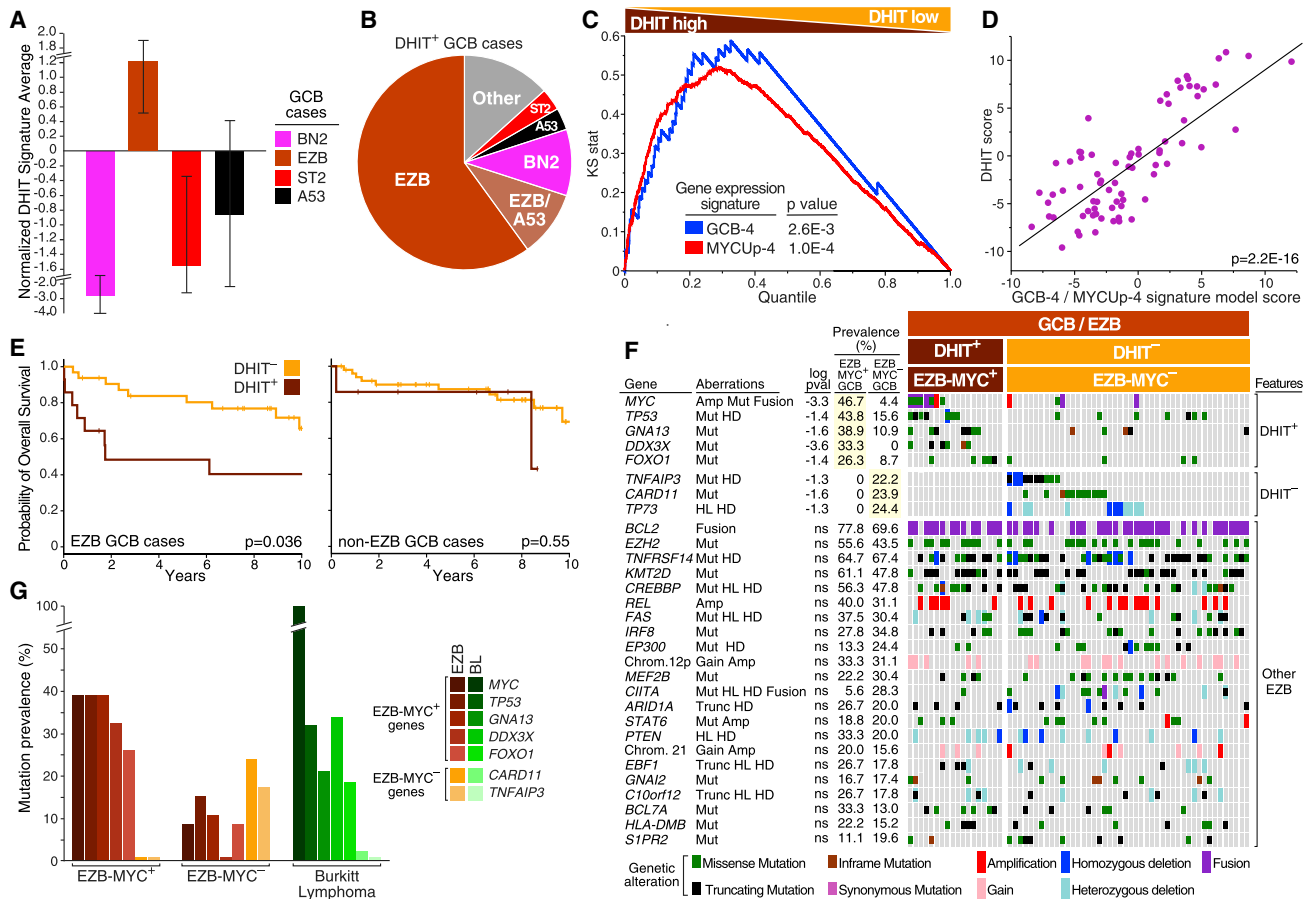 A
Normalized DHIT Signature Average
2.0
1.8
1.6
1.4
1.2
1.2
1.0
0.8
0.6
0.4
0.2
0
-0.2
-0.4
-0.6
-0.8
-1.0
-1.2
-1.4
-1.6
-3.0
-4.0
GCB
cases
BN2
EZB
ST2
A53
B
DHIT+ GCB cases
Other
ST2
A53
BN2
EZB/
A53
EZB
C
DHIT high
DHIT low
KS stat
0.6
0.5
0.4
0.3
0.2
0.1
0
0
0.2
0.4
0.6
0.8
1.0
Quantile
Gene expression
signature
p value
GCB-4 2.6E-3
MYCUp-4 1.0E-4
D
DHIT score
10
5
0
-5
-10
-10
-5
0
5
10
p=2.2E-16
GCB-4 / MYCUp-4 signature model score
E
Probability of Overall Survival
1.0
0.8
0.6
0.4
0.2
0
DHIT−
DHIT+
EZB GCB cases p=0.036
0 2 4 6 8 10
Years
non-EZB GCB cases p=0.55
0 2 4 6 8 10
Years
F
GCB / EZB
DHIT+ DHIT−
EZB-MYC+ EZB-MYC−
Features
Prevalence
(%)
Gene Aberrations log pval EZB MYC+ GCB EZB MYC− GCB
MYC Amp Mut Fusion -3.3 46.7 4.4
TP53 Mut HD -1.4 43.8 15.6
GNA13 Mut -1.6 38.9 10.9
DDX3X Mut -3.6 33.3 0
FOXO1 Mut -1.4 26.3 8.7
DHIT+
TNFAIP3 Mut HD -1.3 0 22.2
CARD11 Mut -1.6 0 23.9
TP73 HL HD -1.3 0 24.4
DHIT−
BCL2 Fusion ns 77.8 69.6
EZH2 Mut ns 55.6 43.5
TNFRSF14 Mut HD ns 64.7 67.4
KMT2D Mut ns 61.1 47.8
CREBBP Mut HL HD ns 56.3 47.8
REL Amp ns 40.0 31.1
FAS Mut HL HD ns 37.5 30.4
IRF8 Mut ns 27.8 34.8
EP300 Mut HD ns 13.3 24.4
Chrom.12p Gain Amp ns 33.3 31.1
MEF2B Mut ns 22.2 30.4
CIITA Mut HL HD Fusion ns 5.6 28.3
ARID1A Trunc HD ns 26.7 20.0
STAT6 Mut Amp ns 18.8 20.0
PTEN HL HD ns 33.3 20.0
Chrom. 21 Gain Amp ns 20.0 15.6
EBF1 Trunc HL HD ns 26.7 17.8
GNAI2 Mut ns 16.7 17.4
C10orf12 Trunc HL HD ns 26.7 17.8
BCL7A Mut ns 33.3 13.0
HLA-DMB Mut ns 22.2 15.2
S1PR2 Mut ns 11.1 19.6
Other
EZB
Genetic
alteration
Missense Mutation
Inframe Mutation
Amplification
Homozygous deletion
Fusion
Truncating Mutation
Synonymous Mutation
Gain
Heterozygous deletion
G
Mutation prevalence (%)
100
50
40
30
20
10
0
EZB-MYC+
EZB-MYC−
Burkitt
Lymphoma
EZB
BL
EZB-MYC+
genes
MYC
TP53
GNA13
DDX3X
FOXO1
EZB-MYC−
genes
CARD11
TNFAIP3